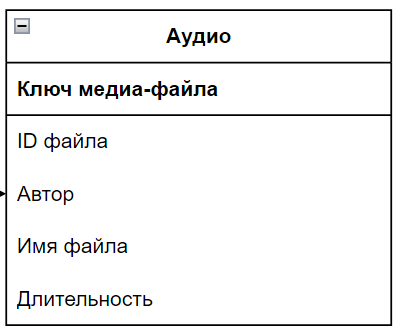 Аудио
Ключ медиа-файла
ID файла
Автор
Имя файла
Длительность